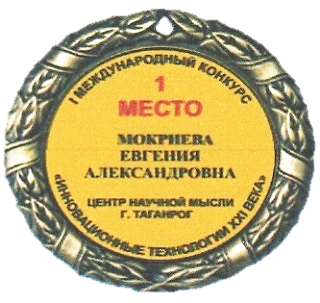 I МЕЖДУНАРОДНЫЙ КОНКУРС
1
МЕСТО
МОКРИЕВА
ЕВГЕНИЯ
АЛЕКСАНДРОВНА
ЦЕНТР НАУЧНОЙ МЫСЛИ
Г. ТАГАНРОГ
«ИННОВАЦИОННЫЕ ТЕХНОЛОГИИ XXI ВЕКА»